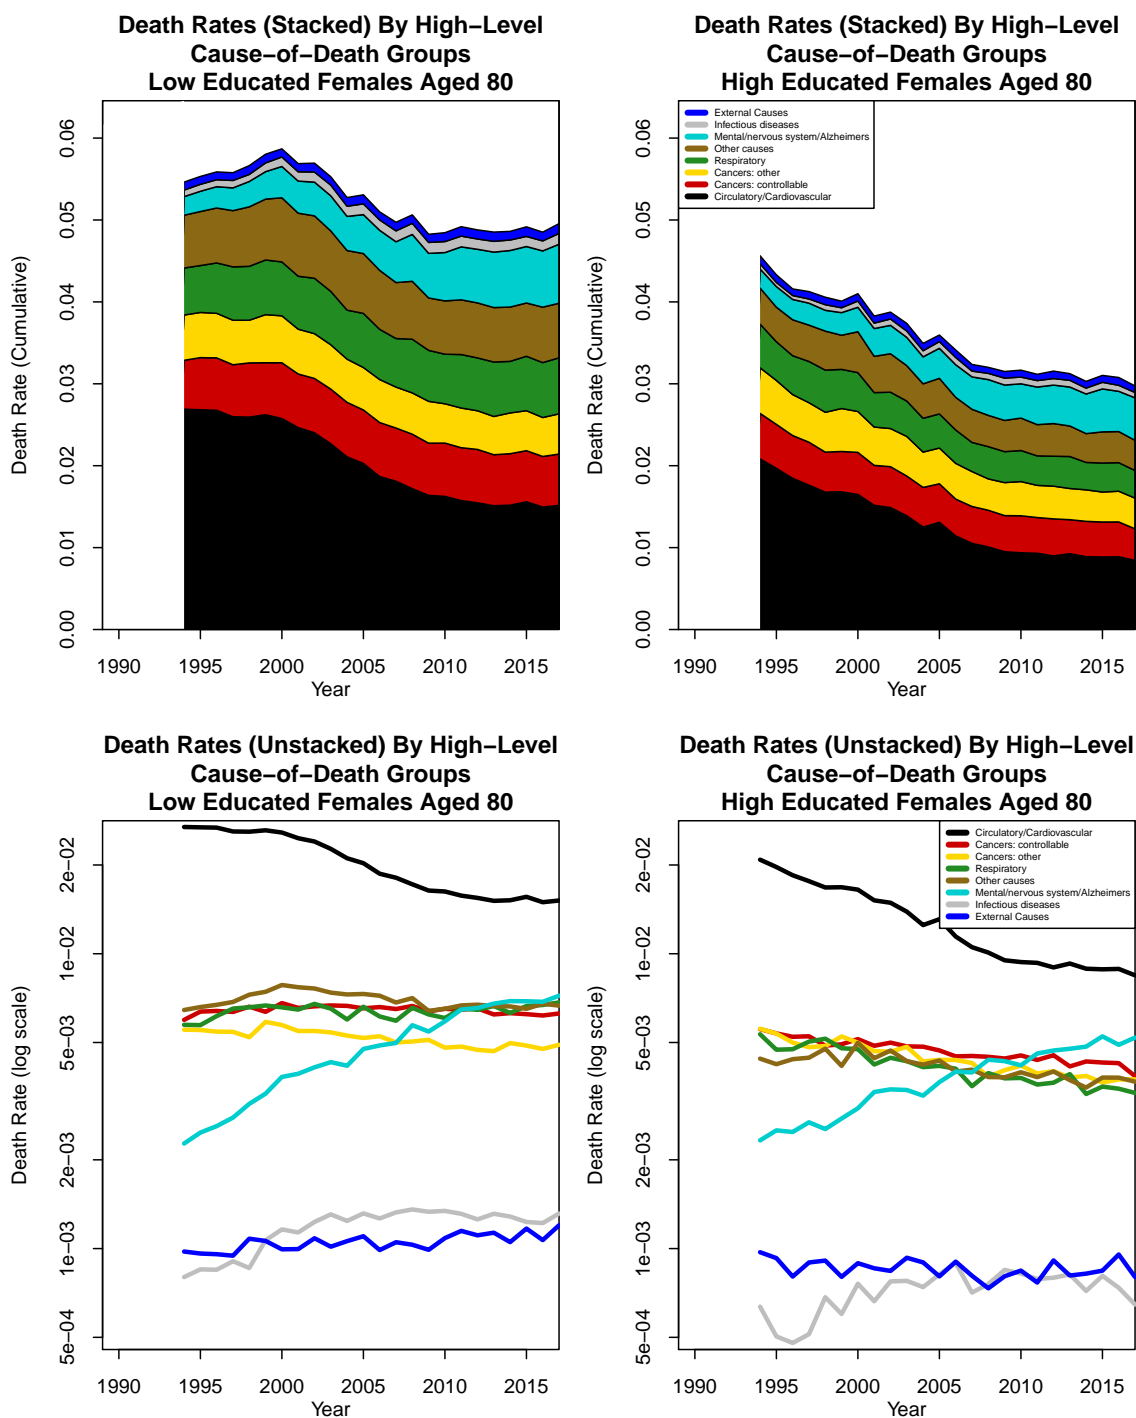 Death Rates (Stacked) By High−Level
Cause−of−Death Groups
Low Educated Females Aged 80
Death Rate (Cumulative)
0.06
0.05
0.04
0.03
0.02
0.01
0.00
1990 1995 2000 2005 2010 2015
Year
Death Rates (Stacked) By High−Level
Cause−of−Death Groups
High Educated Females Aged 80
External Causes
Infectious diseases
Mental/nervous system/Alzheimers
Other causes
Respiratory
Cancers: other
Cancers: controllable
Circulatory/Cardiovascular
Death Rate (Cumulative)
0.06
0.05
0.04
0.03
0.02
0.01
0.00
1990 1995 2000 2005 2010 2015
Year
Death Rates (Unstacked) By High−Level
Cause−of−Death Groups
Low Educated Females Aged 80
Death Rate (log scale)
2e−02
1e−02
5e−03
2e−03
1e−03
5e−04
1990 1995 2000 2005 2010 2015
Year
Death Rates (Unstacked) By High−Level
Cause−of−Death Groups
High Educated Females Aged 80
Circulatory/Cardiovascular
Cancers: controllable
Cancers: other
Respiratory
Other causes
Mental/nervous system/Alzheimers
Infectious diseases
External Causes
Death Rate (log scale)
2e−02
1e−02
5e−03
2e−03
1e−03
5e−04
1990 1995 2000 2005 2010 2015
Year